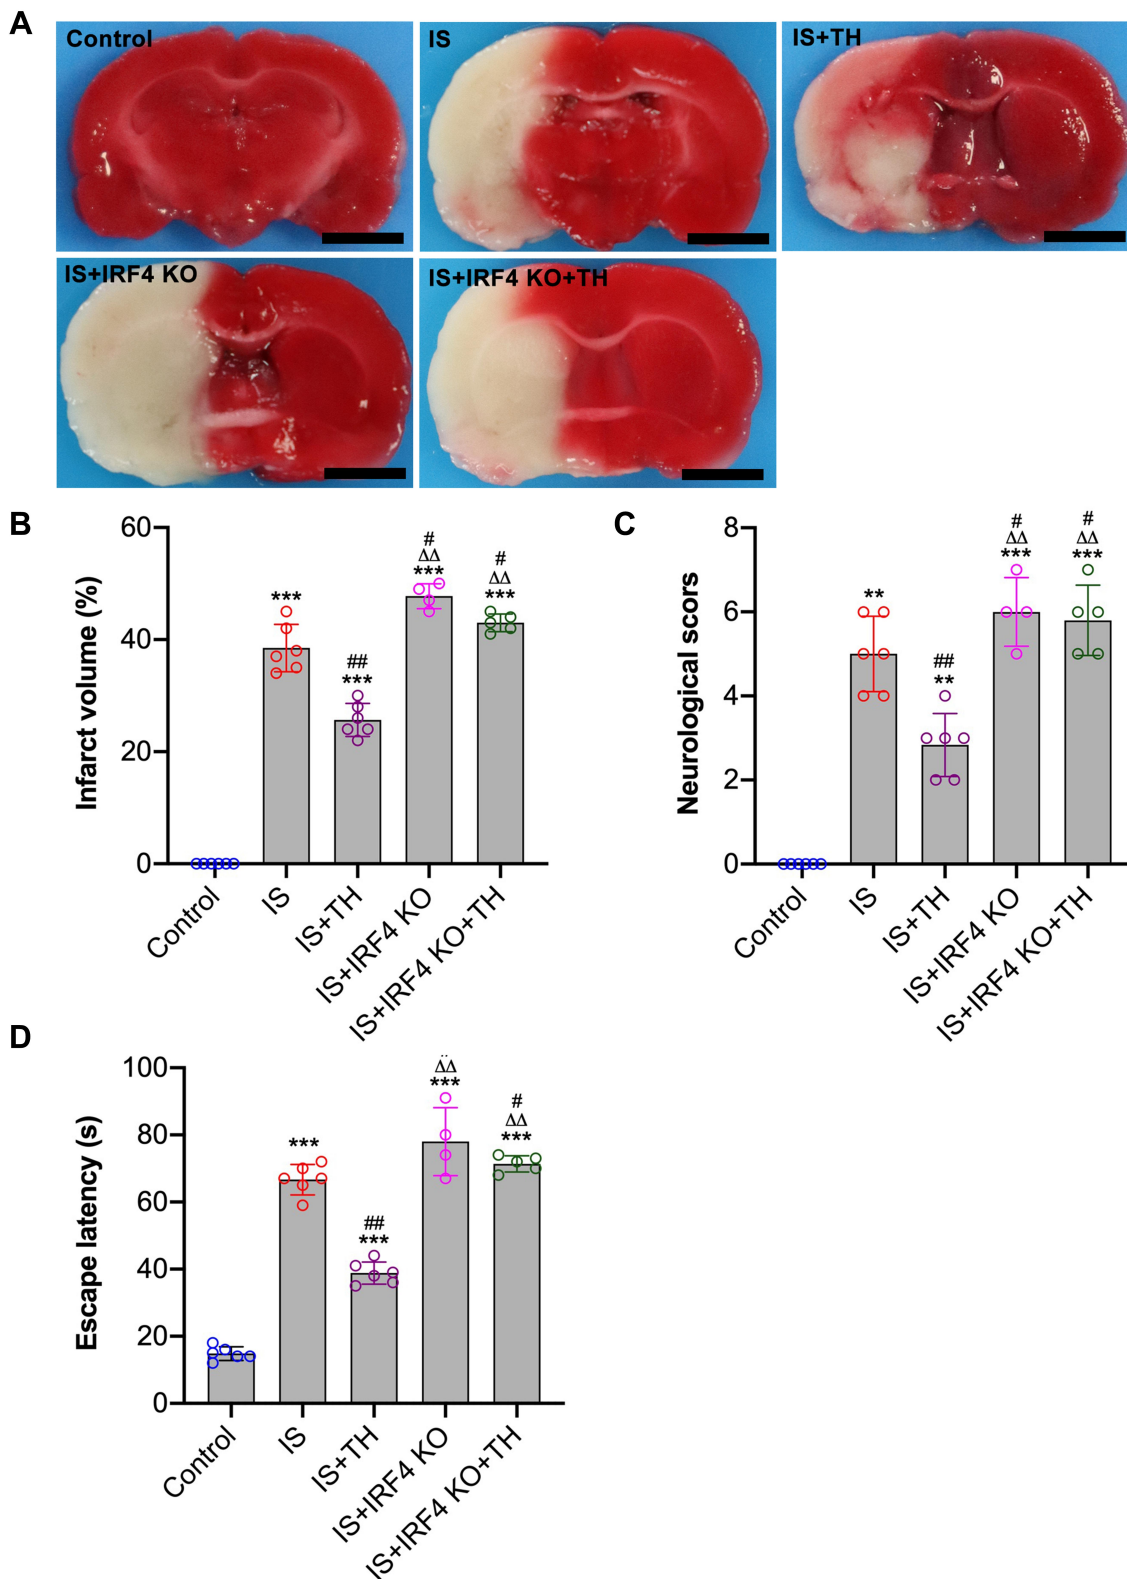 A
Control
IS
IS+TH
IS+IRF4 KO
IS+IRF4 KO+TH
B
Infarct volume (%)
60
40
20
0
***
##
***
#
ΔΔ
***
#
ΔΔ
***
Control
IS
IS+TH
IS+IRF4 KO
IS+IRF4 KO+TH
C
Neurological scors
8
6
4
2
0
**
##
**
#
ΔΔ
***
#
ΔΔ
***
Control
IS
IS+TH
IS+IRF4 KO
IS+IRF4 KO+TH
D
Escape latency (s)
100
80
60
40
20
0
***
##
***
ΔΔ
***
#
ΔΔ
***
Control
IS
IS+TH
IS+IRF4 KO
IS+IRF4 KO+TH